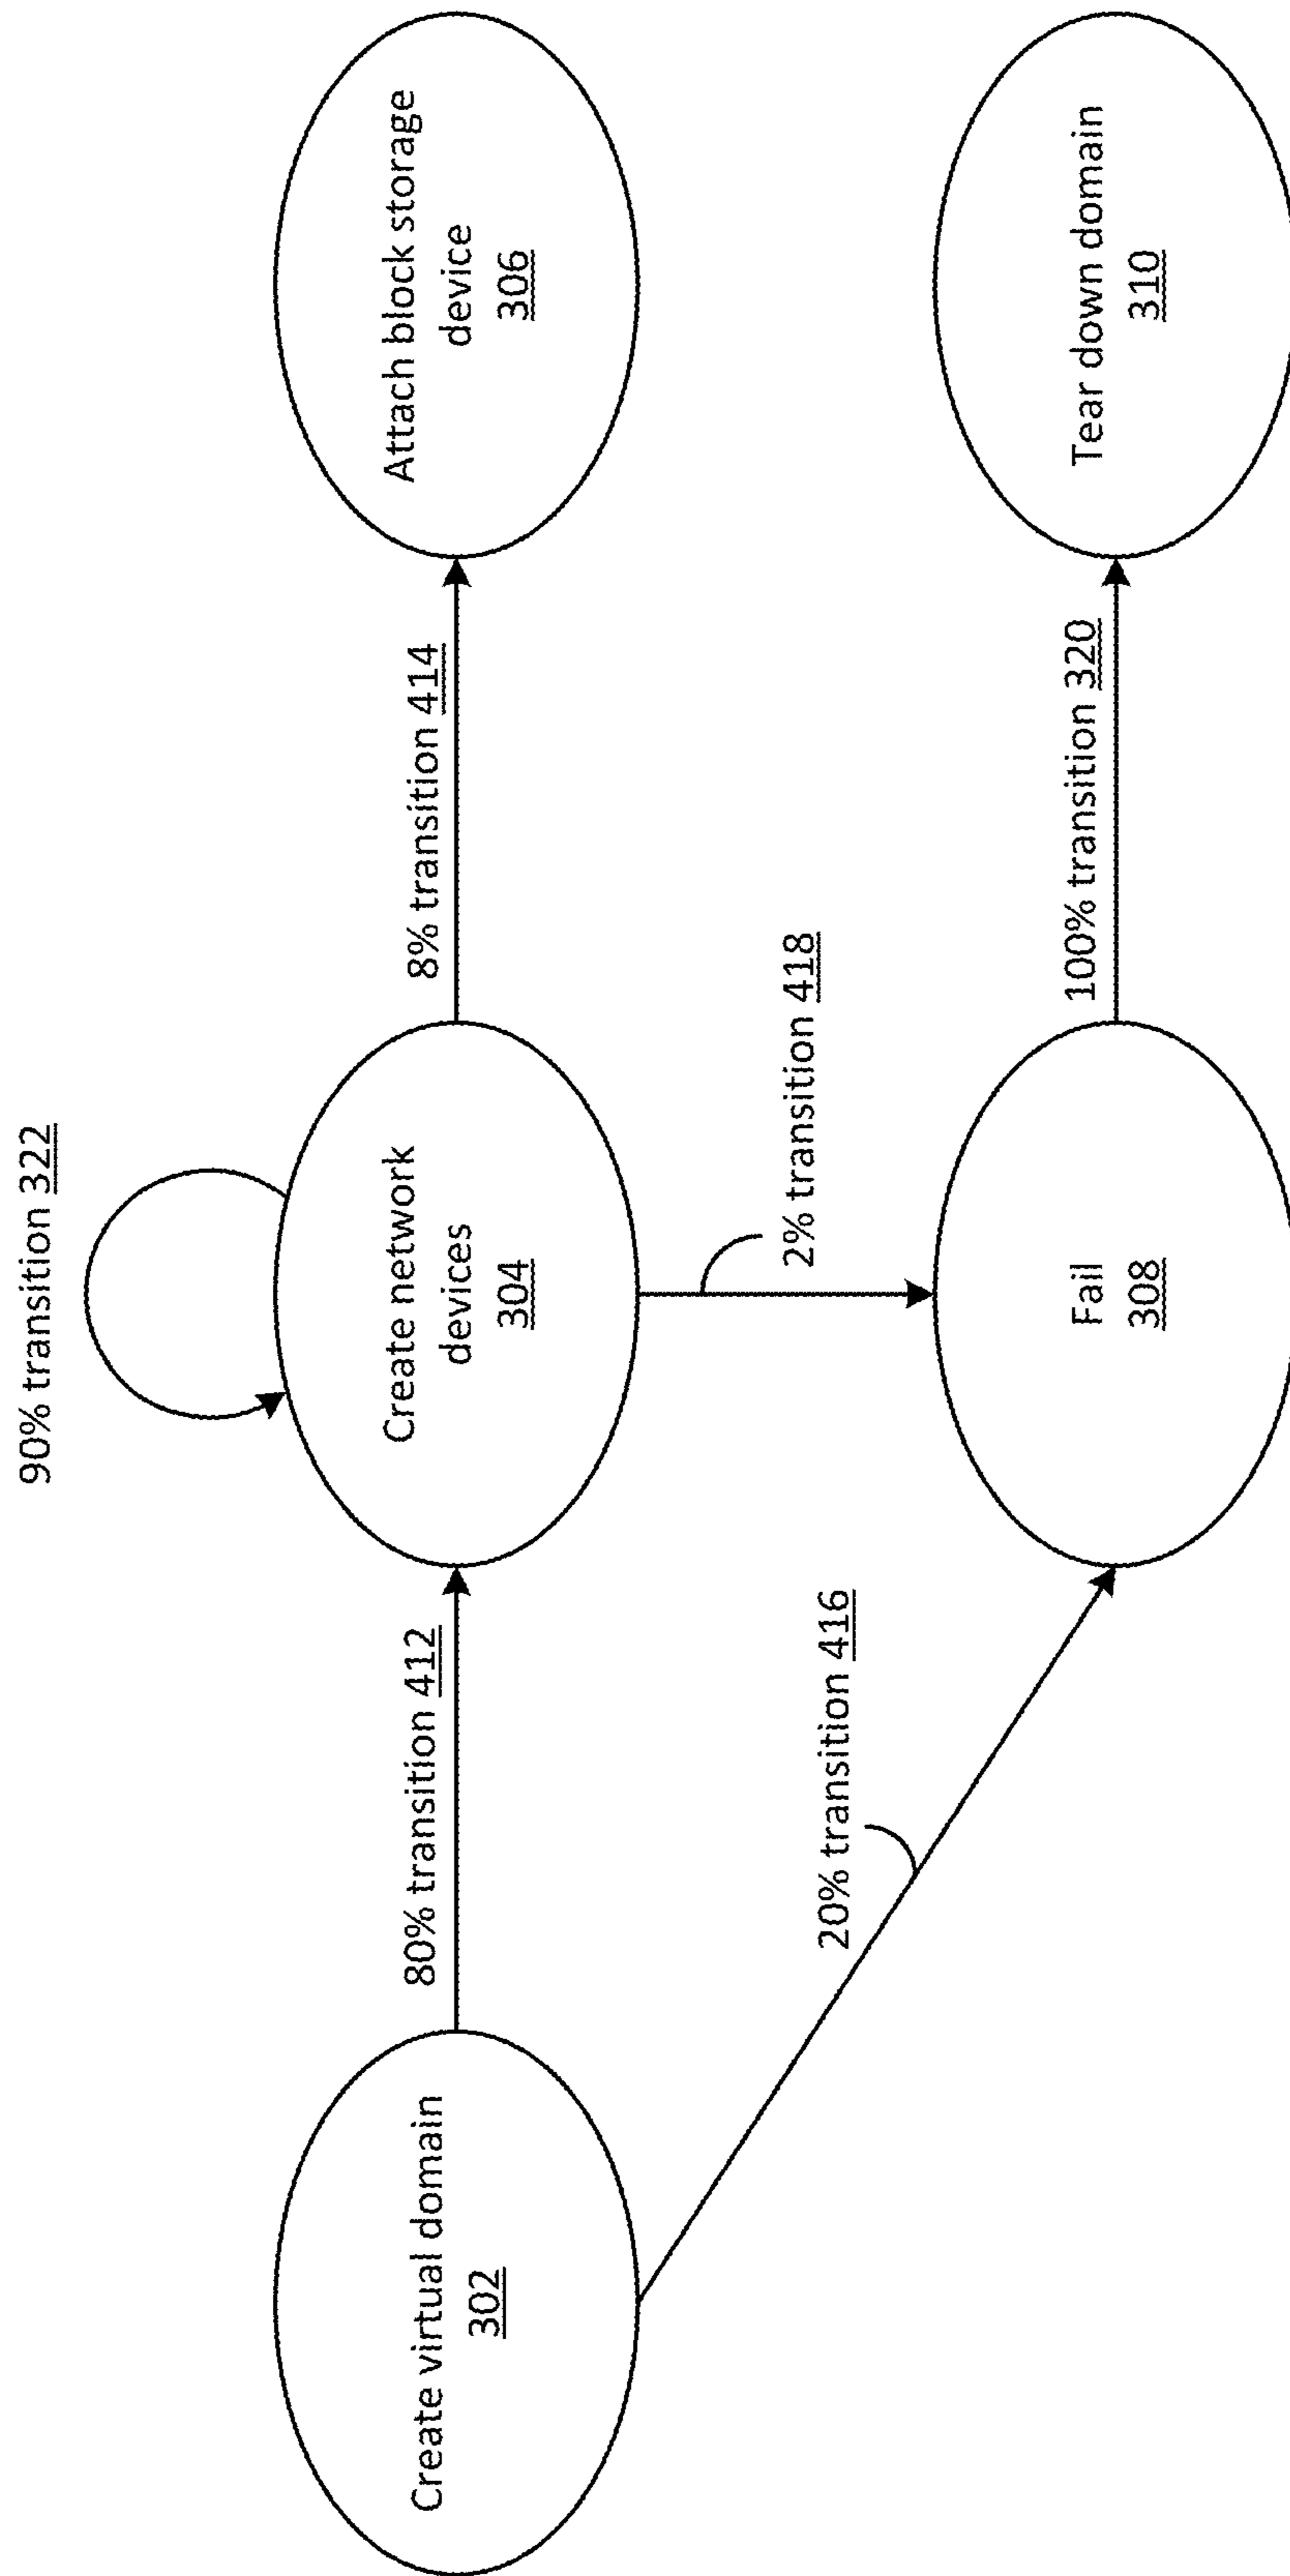 90% transition 322
Create virtual domain
302
80% transition 412
Create network
devices
304
8% transition 414
Attach block storage
device
306
20% transition 416
2% transition 418
Fail
308
100% transition 320
Tear down domain
310